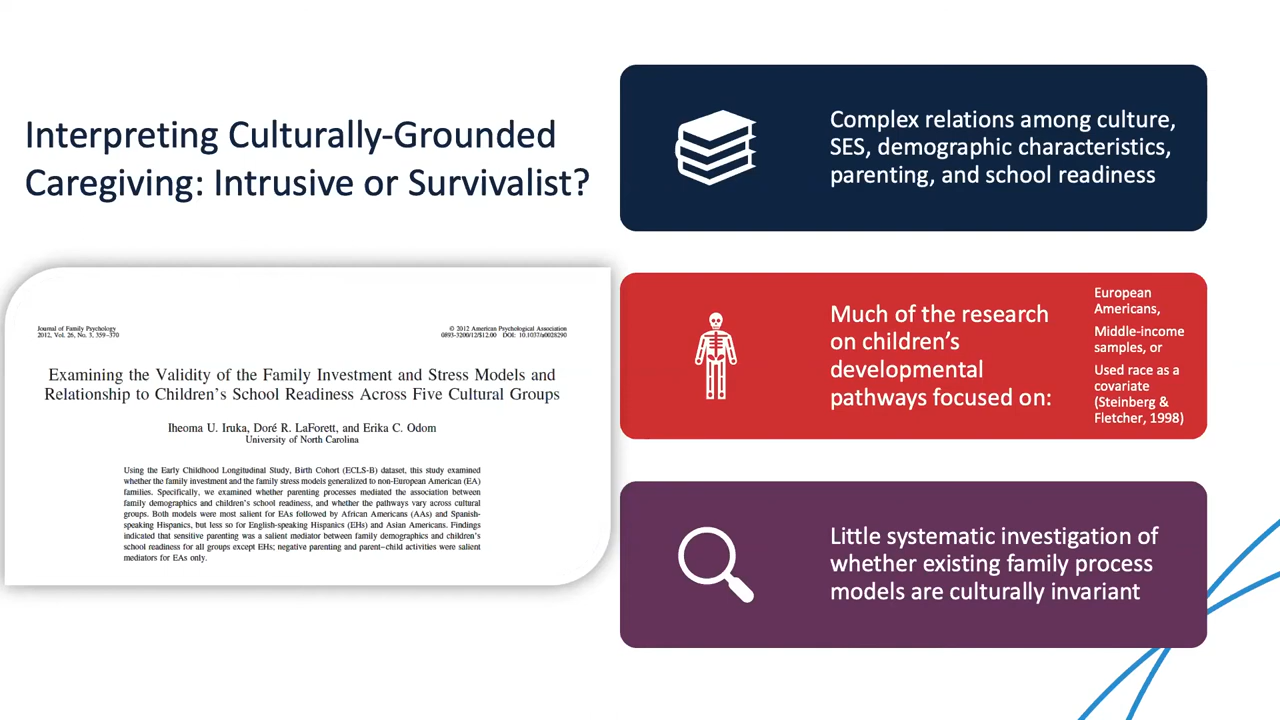 Interpreting Culturally-Grounded
Caregiving: Intrusive or Survivalist?
Journal of Family Psychology
2012, Vol. 26, No. 3, 359–370
© 2012 American Psychological Association
0893-3200/12/$12.00 DOI: 10.1037/a0028290
Examining the Validity of the Family Investment and Stress Models and
Relationship to Children's School Readiness Across Five Cultural Groups
Iheoma U. Iruka, Doré R. LaForett, and Erika C. Odom
University of North Carolina
Using the Early Childhood Longitudinal Study, Birth Cohort (ECLS-B) dataset, this study examined
whether the family investment and the family stress models generalized to non-European American (EA)
families. Specifically, we examined whether parenting processes mediated the association between
family demographics and children's school readiness, and whether the pathways vary across cultural
groups. Both models were most salient for EAs followed by African Americans (AAs) and Spanish-
speaking Hispanics, but less so for English-speaking Hispanics (EHs) and Asian Americans. Findings
indicated that sensitive parenting was a salient mediator between family demographics and children's
school readiness for all groups except EHs; negative parenting and parent–child activities were salient
mediators for EAs only.
Complex relations among culture,
SES, demographic characteristics,
parenting, and school readiness
Much of the research
on children's
developmental
pathways focused on:
European
Americans,
Middle-income
samples, or
Used race as a
covariate
(Steinberg &
Fletcher, 1998)
Little systematic investigation of
whether existing family process
models are culturally invariant